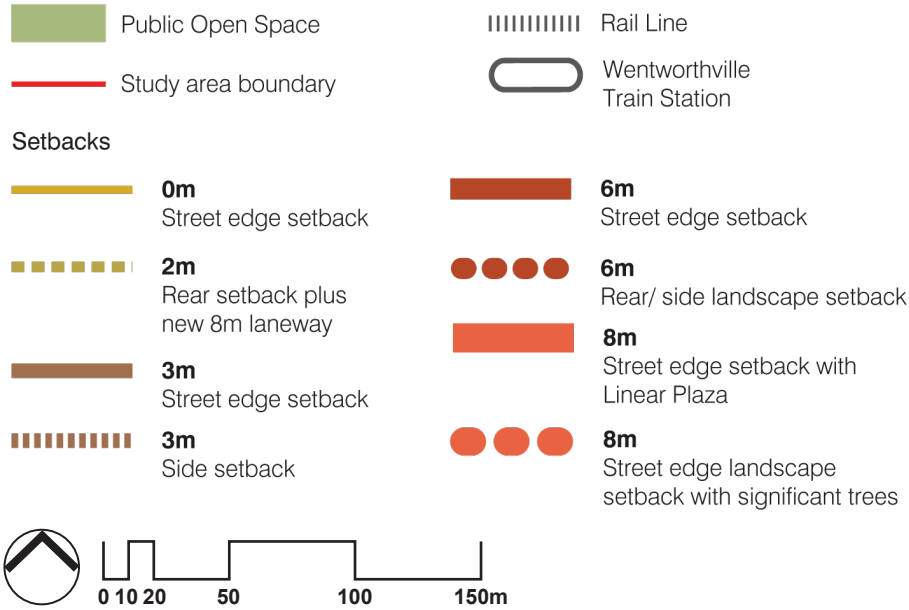 Public Open Space
Study area boundary
Rail Line
Wentworthville
Train Station
Setbacks
0m
Street edge setback
2m
Rear setback plus
new 8m laneway
3m
Street edge setback
3m
Side setback
6m
Street edge setback
6m
Rear/ side landscape setback
8m
Street edge setback with
Linear Plaza
8m
Street edge landscape
setback with significant trees
0 10 20 50 100 150m